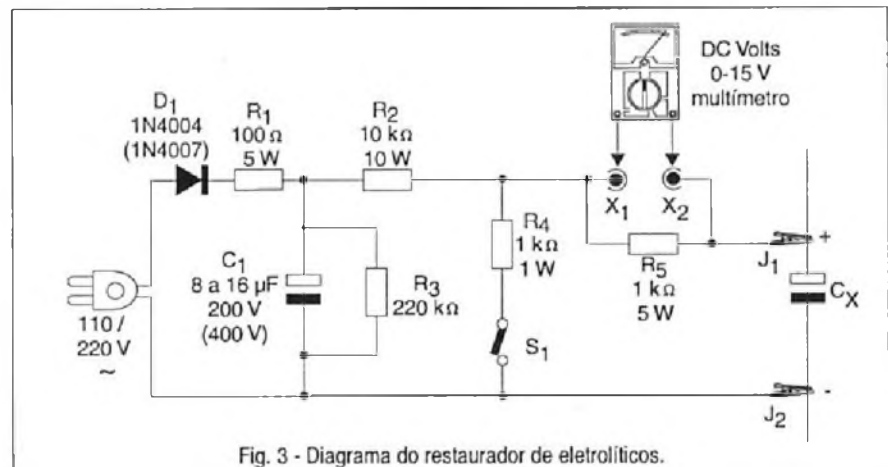 DC Volts
0-15 V
multímetro
D1
1N4004
(1N4007)
R1
100 Ω
5 W
R2
10 kΩ
10 W
X1
X2
R4
1 kΩ
1 W
R5
1 kΩ
5 W
J1
+
C1
8 a 16 µF
200 V
(400 V)
R3
220 kΩ
CX
110 /
220 V
~
S1
J2
-
Fig. 3 - Diagrama do restaurador de eletrolíticos.